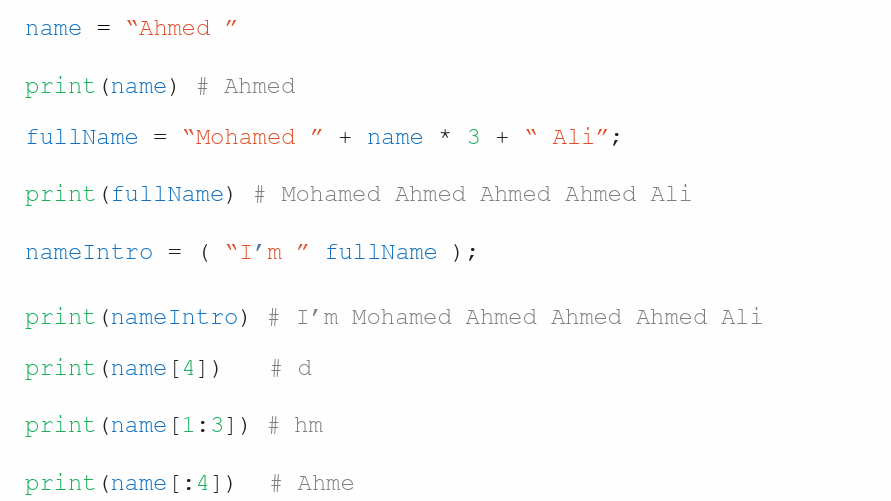 name = “Ahmed ”
print(name) # Ahmed
fullName = “Mohamed ” + name * 3 + “ Ali”;
print(fullName) # Mohamed Ahmed Ahmed Ahmed Ali
nameIntro = ( “I’m ” fullName );
print(nameIntro) # I’m Mohamed Ahmed Ahmed Ahmed Ali
print(name[4])   # d
print(name[1:3]) # hm
print(name[:4])  # Ahme